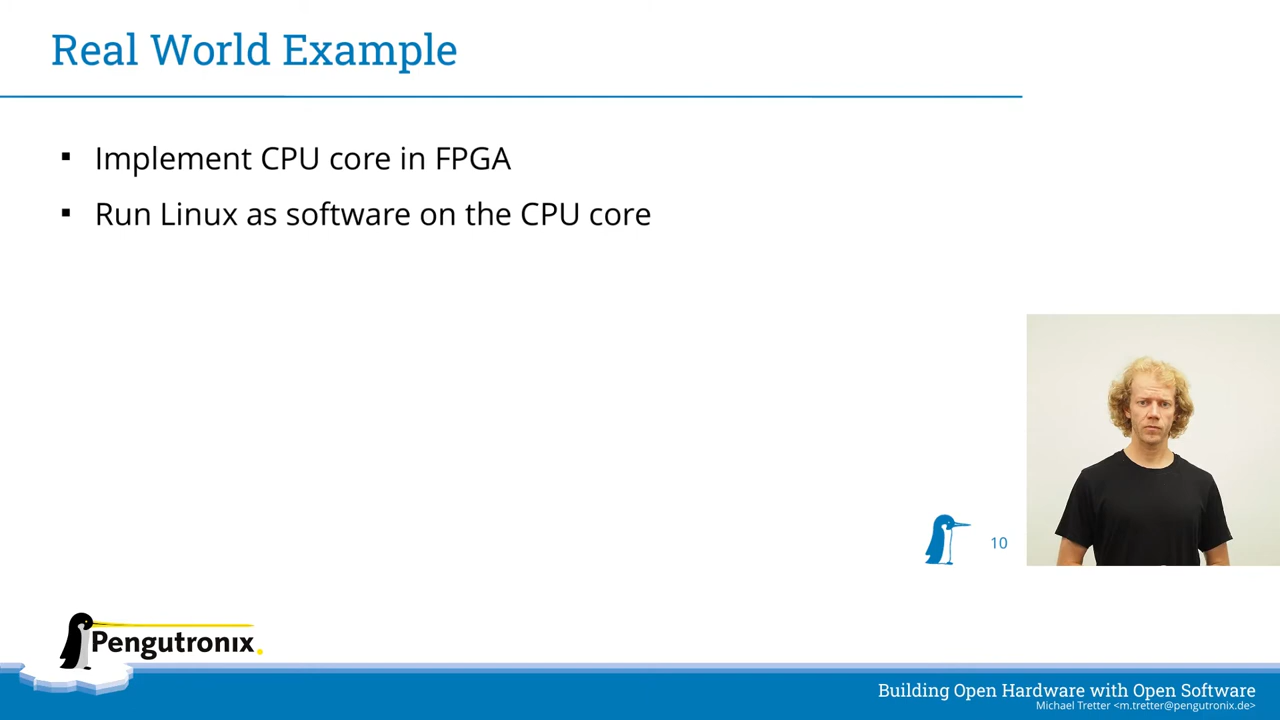 Real World Example
▪ Implement CPU core in FPGA
▪ Run Linux as software on the CPU core
10
Pengutronix.
Building Open Hardware with Open Software
Michael Tretter <m.tretter@pengutronix.de>